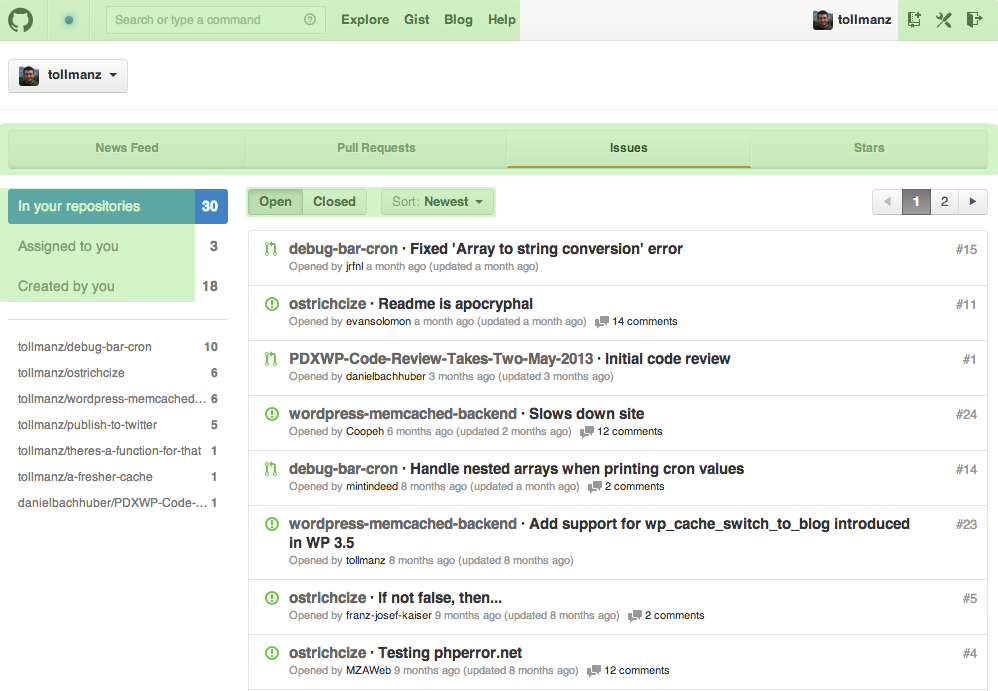 Search or type a command
Explore Gist Blog Help
tollmanz
tollmanz
News Feed Pull Requests Issues Stars
In your repositories 30
Assigned to you 3
Created by you 18
tollmanz/debug-bar-cron 10
tollmanz/ostrichcize 6
tollmanz/wordpress-memcached... 6
tollmanz/publish-to-twitter 5
tollmanz/theres-a-function-for-that 1
tollmanz/a-fresher-cache 1
danielbachhuber/PDXWP-Code-... 1
Open Closed Sort: Newest
1 2
debug-bar-cron · Fixed 'Array to string conversion' error #15
Opened by jrfnl a month ago (updated a month ago)
ostrichcize · Readme is apocryphal #11
Opened by evansolomon a month ago (updated a month ago) 14 comments
PDXWP-Code-Review-Takes-Two-May-2013 · Initial code review #1
Opened by danielbachhuber 3 months ago (updated 3 months ago)
wordpress-memcached-backend · Slows down site #24
Opened by Coopeh 6 months ago (updated 2 months ago) 12 comments
debug-bar-cron · Handle nested arrays when printing cron values #14
Opened by mintindeed 8 months ago (updated a month ago) 2 comments
wordpress-memcached-backend · Add support for wp_cache_switch_to_blog introduced #23
in WP 3.5
Opened by tollmanz 8 months ago (updated 8 months ago)
ostrichcize · If not false, then... #5
Opened by franz-josef-kaiser 9 months ago (updated 8 months ago) 2 comments
ostrichcize · Testing phperror.net #4
Opened by MZAWeb 9 months ago (updated 8 months ago) 12 comments